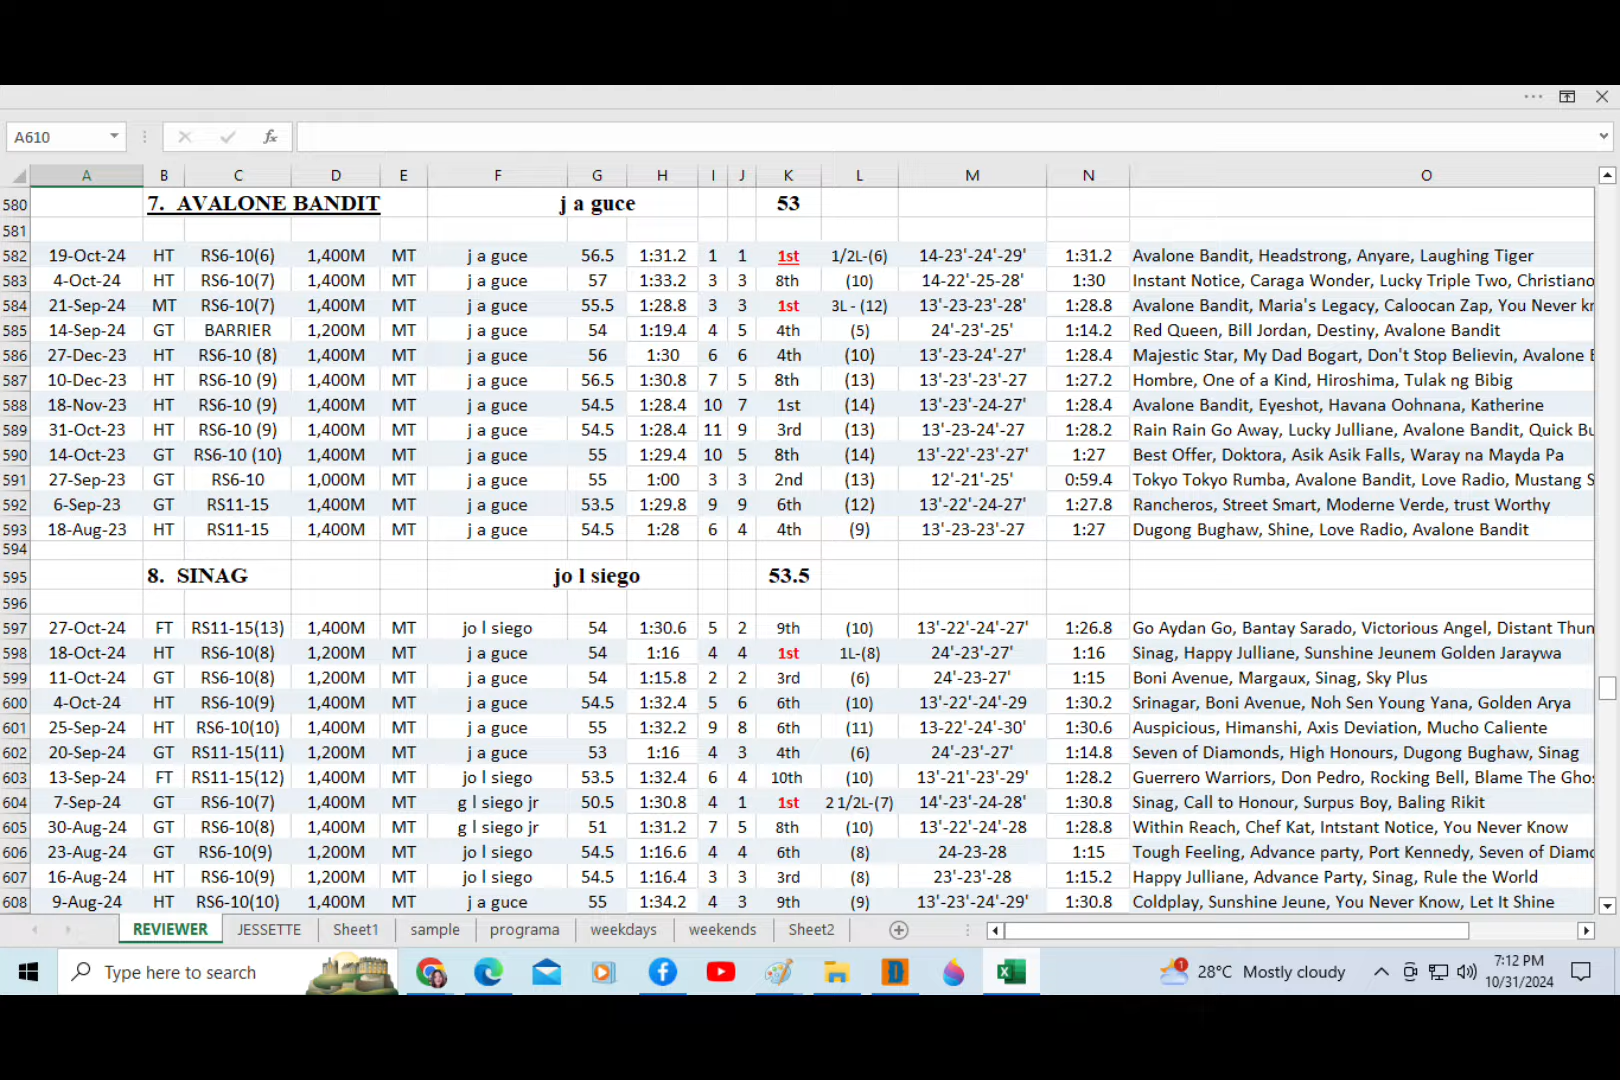 A610 fx
A B C D E F G H I J K L M N O
580 7. AVALONE BANDIT j a guce 53
581
582 19-Oct-24 HT RS6-10(6) 1,400M MT j a guce 56.5 1:31.2 1 1 1st 1/2L-(6) 14-23'-24'-29' 1:31.2 Avalone Bandit, Headstrong, Anyare, Laughing Tiger
583 4-Oct-24 HT RS6-10(7) 1,400M MT j a guce 57 1:33.2 3 3 8th (10) 14-22'-25-28' 1:30 Instant Notice, Caraga Wonder, Lucky Triple Two, Christiano
584 21-Sep-24 MT RS6-10(7) 1,400M MT j a guce 55.5 1:28.8 3 3 1st 3L - (12) 13'-23-23'-28' 1:28.8 Avalone Bandit, Maria's Legacy, Caloocan Zap, You Never kn
585 14-Sep-24 GT BARRIER 1,200M MT j a guce 54 1:19.4 4 5 4th (5) 24'-23'-25' 1:14.2 Red Queen, Bill Jordan, Destiny, Avalone Bandit
586 27-Dec-23 HT RS6-10 (8) 1,400M MT j a guce 56 1:30 6 6 4th (10) 13'-23-24'-27' 1:28.4 Majestic Star, My Dad Bogart, Don't Stop Believin, Avalone B
587 10-Dec-23 HT RS6-10 (9) 1,400M MT j a guce 56.5 1:30.8 7 5 8th (13) 13'-23'-23'-27 1:27.2 Hombre, One of a Kind, Hiroshima, Tulak ng Bibig
588 18-Nov-23 HT RS6-10 (9) 1,400M MT j a guce 54.5 1:28.4 10 7 1st (14) 13'-23'-24-27' 1:28.4 Avalone Bandit, Eyeshot, Havana Oohnana, Katherine
589 31-Oct-23 HT RS6-10 (9) 1,400M MT j a guce 54.5 1:28.4 11 9 3rd (13) 13'-23-24'-27 1:28.2 Rain Rain Go Away, Lucky Julliane, Avalone Bandit, Quick Bu
590 14-Oct-23 GT RS6-10 (10) 1,400M MT j a guce 55 1:29.4 10 5 8th (14) 13'-22'-23'-27' 1:27 Best Offer, Doktora, Asik Asik Falls, Waray na Mayda Pa
591 27-Sep-23 GT RS6-10 1,000M MT j a guce 55 1:00 3 3 2nd (13) 12'-21'-25' 0:59.4 Tokyo Tokyo Rumba, Avalone Bandit, Love Radio, Mustang S
592 6-Sep-23 GT RS11-15 1,400M MT j a guce 53.5 1:29.8 9 9 6th (12) 13'-22'-24-27' 1:27.8 Rancheros, Street Smart, Moderne Verde, trust Worthy
593 18-Aug-23 HT RS11-15 1,400M MT j a guce 54.5 1:28 6 4 4th (9) 13'-23-23'-27 1:27 Dugong Bughaw, Shine, Love Radio, Avalone Bandit
594
595 8. SINAG jo l siego 53.5
596
597 27-Oct-24 FT RS11-15(13) 1,400M MT jo l siego 54 1:30.6 5 2 9th (10) 13'-22'-24'-27' 1:26.8 Go Aydan Go, Bantay Sarado, Victorious Angel, Distant Thun
598 18-Oct-24 HT RS6-10(8) 1,200M MT j a guce 54 1:16 4 4 1st 1L-(8) 24'-23'-27' 1:16 Sinag, Happy Julliane, Sunshine Jeunem Golden Jaraywa
599 11-Oct-24 GT RS6-10(8) 1,200M MT j a guce 54 1:15.8 2 2 3rd (6) 24'-23-27' 1:15 Boni Avenue, Margaux, Sinag, Sky Plus
600 4-Oct-24 HT RS6-10(9) 1,400M MT j a guce 54.5 1:32.4 5 6 6th (10) 13'-22'-24'-29 1:30.2 Srinagar, Boni Avenue, Noh Sen Young Yana, Golden Arya
601 25-Sep-24 HT RS6-10(10) 1,400M MT j a guce 55 1:32.2 9 8 6th (11) 13-22'-24'-30' 1:30.6 Auspicious, Himanshi, Axis Deviation, Mucho Caliente
602 20-Sep-24 GT RS11-15(11) 1,200M MT j a guce 53 1:16 4 3 4th (6) 24'-23'-27' 1:14.8 Seven of Diamonds, High Honours, Dugong Bughaw, Sinag
603 13-Sep-24 FT RS11-15(12) 1,400M MT jo l siego 53.5 1:32.4 6 4 10th (10) 13'-21'-23'-29' 1:28.2 Guerrero Warriors, Don Pedro, Rocking Bell, Blame The Ghos
604 7-Sep-24 GT RS6-10(7) 1,400M MT g l siego jr 50.5 1:30.8 4 1 1st 2 1/2L-(7) 14'-23'-24'-28' 1:30.8 Sinag, Call to Honour, Surpus Boy, Baling Rikit
605 30-Aug-24 GT RS6-10(8) 1,400M MT g l siego jr 51 1:31.2 7 5 8th (10) 13'-22'-24'-28 1:28.8 Within Reach, Chef Kat, Intstant Notice, You Never Know
606 23-Aug-24 GT RS6-10(9) 1,200M MT jo l siego 54.5 1:16.6 4 4 6th (8) 24-23-28 1:15 Tough Feeling, Advance party, Port Kennedy, Seven of Diamo
607 16-Aug-24 HT RS6-10(9) 1,200M MT jo l siego 54.5 1:16.4 3 3 3rd (8) 23'-23'-28 1:15.2 Happy Julliane, Advance Party, Sinag, Rule the World
608 9-Aug-24 HT RS6-10(10) 1,400M MT j a guce 55 1:34.2 4 3 9th (9) 13'-23'-24'-29' 1:30.8 Coldplay, Sunshine Jeune, You Never Know, Let It Shine
REVIEWER JESSETTE Sheet1 sample programa weekdays weekends Sheet2
Type here to search 1 28°C Mostly cloudy 7:12 PM
10/31/2024